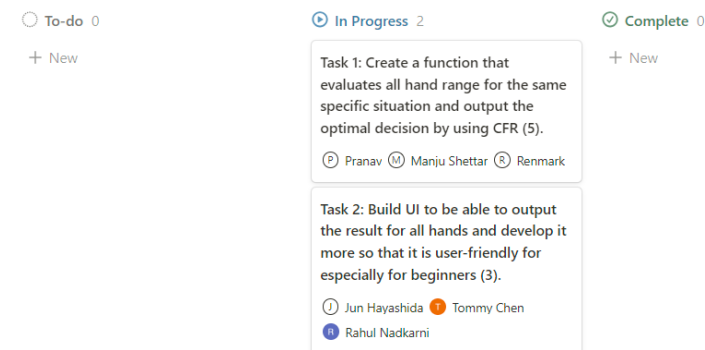 To-do 0
In Progress 2
Complete 0
+ New
+ New
Task 1: Create a function that
evaluates all hand range for the same
specific situation and output the
optimal decision by using CFR (5).
P Pranav M Manju Shettar R Renmark
Task 2: Build UI to be able to output
the result for all hands and develop it
more so that it is user-friendly for
especially for beginners (3).
J Jun Hayashida T Tommy Chen
R Rahul Nadkarni